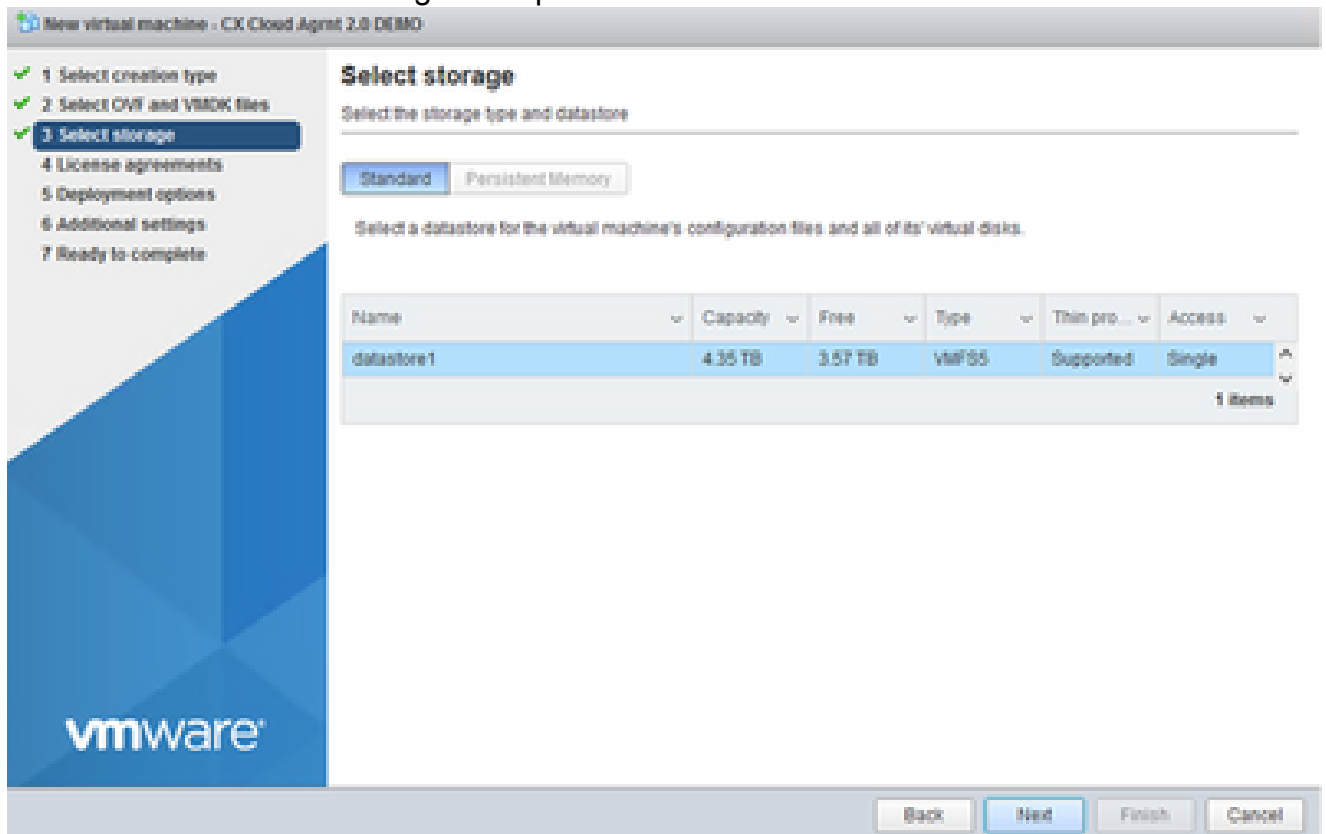 New virtual machine - CX Cloud Agrnt 2.0 DEMO
1 Select creation type
2 Select OVF and VMDK files
3 Select storage
4 License agreements
5 Deployment options
6 Additional settings
7 Ready to complete
Select storage
Select the storage type and datastore
Standard Persistent Memory
Select a datastore for the virtual machine's configuration files and all of its' virtual disks.
Name Capacity Free Type Thin pro... Access
datastore1 4.35 TB 3.57 TB VMFS5 Supported Single
1 items
vmware
Back Next Finish Cancel